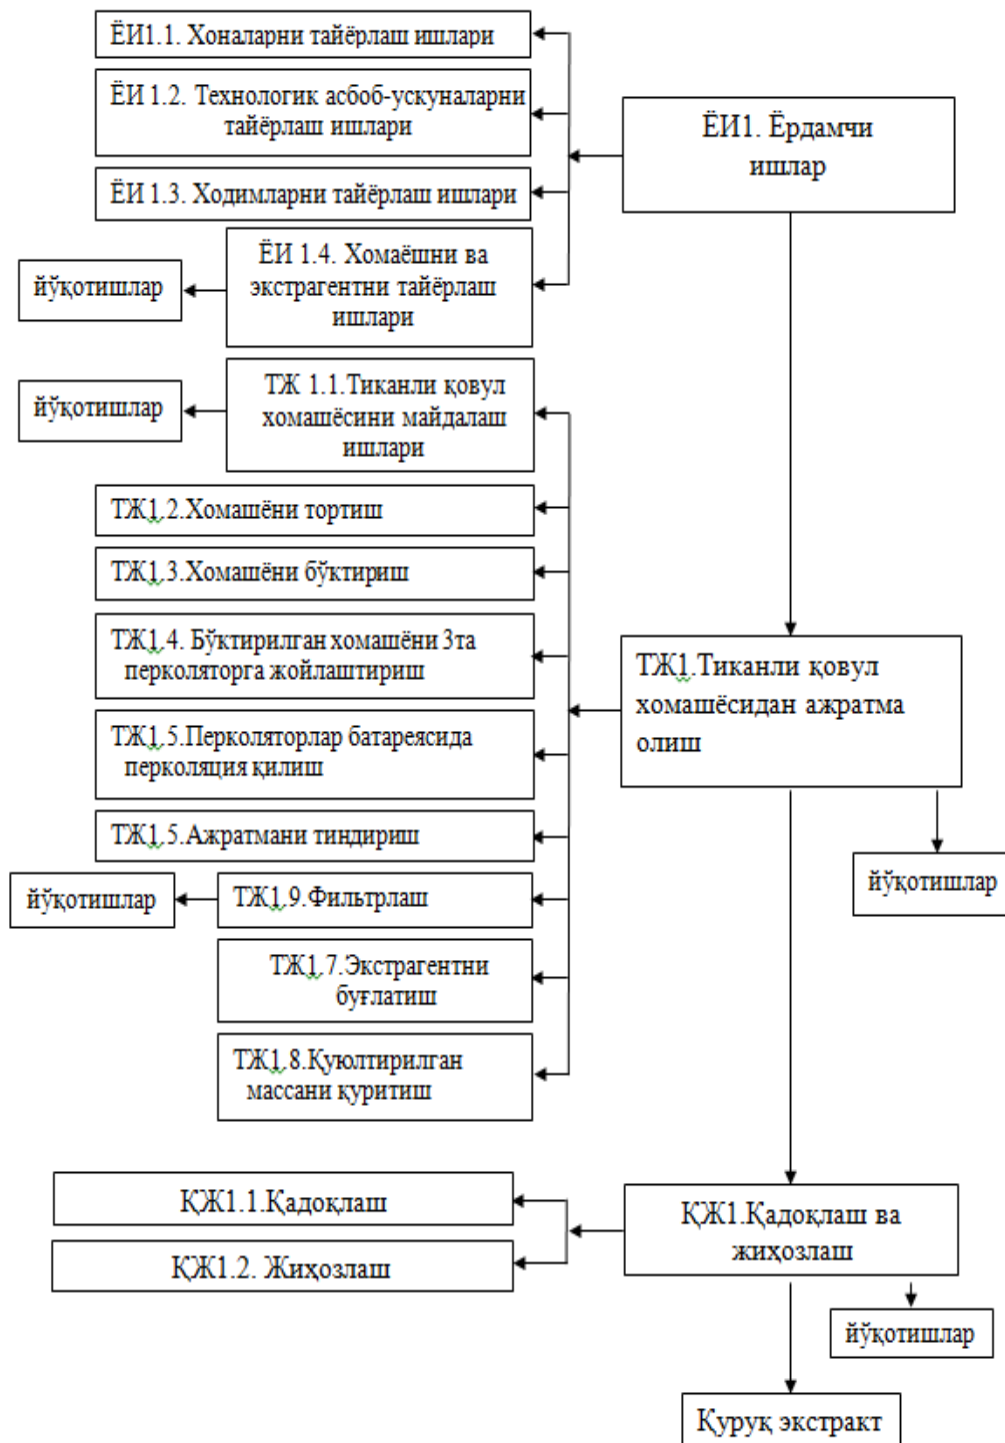 ЁИ1.1. Хоналарни тайёрлаш ишлари
ЁИ 1.2. Технологик асбоб-ускуналарни
тайёрлаш ишлари
ЁИ1. Ёрдамчи
ишлар
ЁИ 1.3. Ходимларни тайёрлаш ишлари
йўқотишлар
ЁИ 1.4. Хомаёшни ва
экстрагентни тайёрлаш
ишлари
йўқотишлар
ТЖ 1.1.Тиканли қовул
хомашёсини майдалаш
ишлари
ТЖ1.2.Хомашёни тортиш
ТЖ1.3.Хомашёни бўктириш
ТЖ1.4. Бўктирилган хомашёни 3та
перколяторга жойлаштириш
ТЖ1.Тиканли қовул
хомашёсидан ажратма
олиш
ТЖ1.5.Перколяторлар батареясида
перколяция қилиш
ТЖ1.5.Ажратмани тиндириш
йўқотишлар
йўқотишлар
ТЖ1.9.Фильтрлаш
ТЖ1.7.Экстрагентни
буғлатиш
ТЖ1.8.Қуюлтирилган
массани қуритиш
ҚЖ1.1.Қадоқлаш
ҚЖ1.2. Жиҳозлаш
ҚЖ1.Қадоқлаш ва
жиҳозлаш
йўқотишлар
Қуруқ экстракт